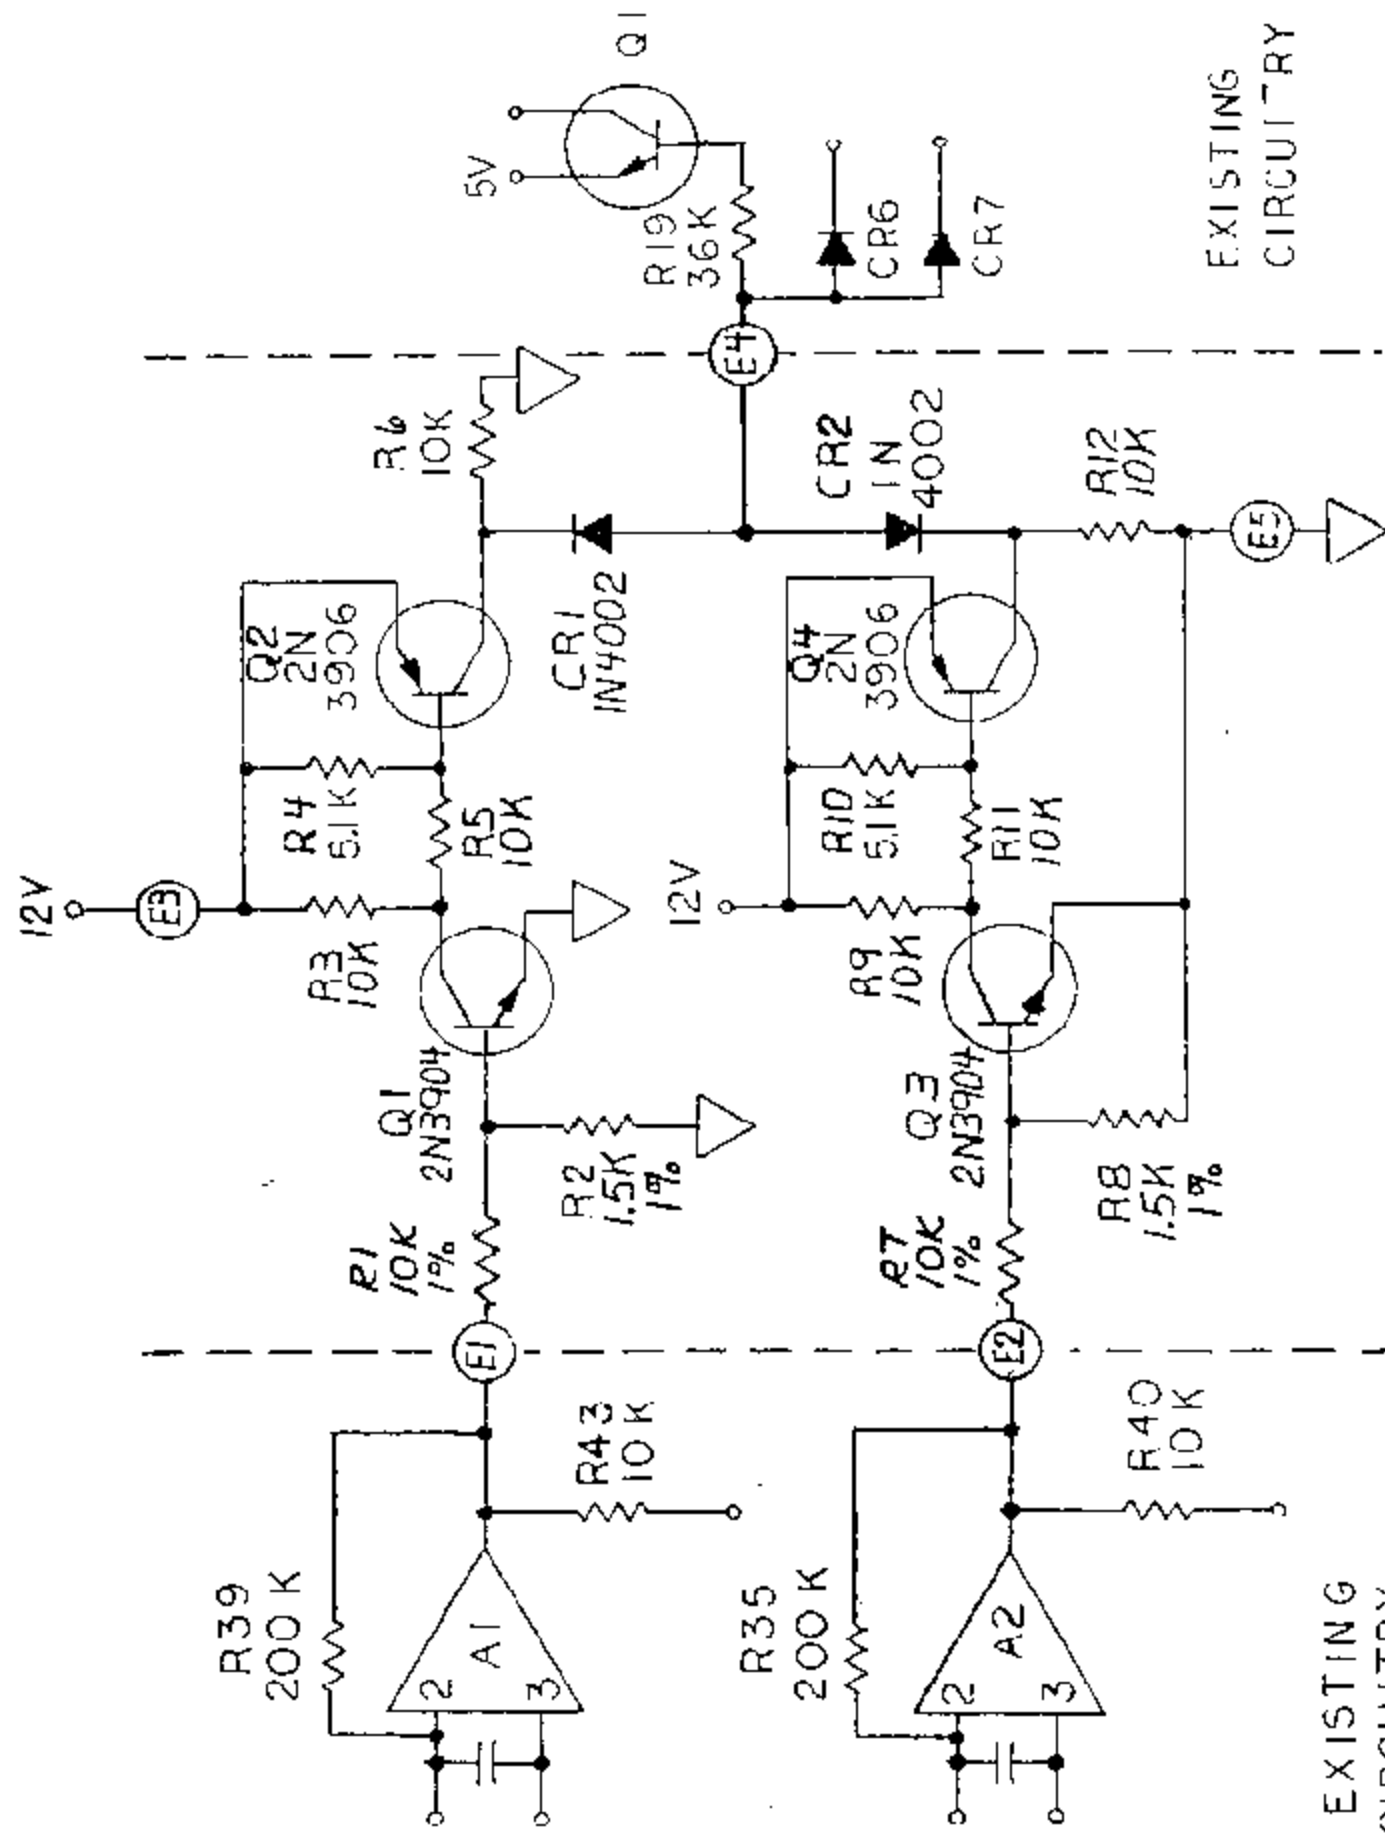 12V
E3
R3
10K
R4
5.1K
Q2
2N
3906
R5
10K
Q1
2N3904
R1
10K
1%
R2
1.5K
1%
E1
R39
200K
A1
2
3
R43
10K
CR1
1N4002
R6
10K
5V
Q1
R19
36K
E4
CR6
CR7
EXISTING
CIRCUITRY
12V
R9
10K
R10
5.1K
Q4
2N
3906
R11
10K
Q3
2N3904
R7
10K
1%
R8
1.5K
1%
E2
R35
200K
A2
2
3
R40
10K
CR2
1N
4002
R12
10K
E5
EXISTING